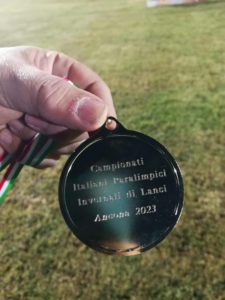 Campionati
Italiani Paralimpici
Invernali di Lanci
Ancona 2023